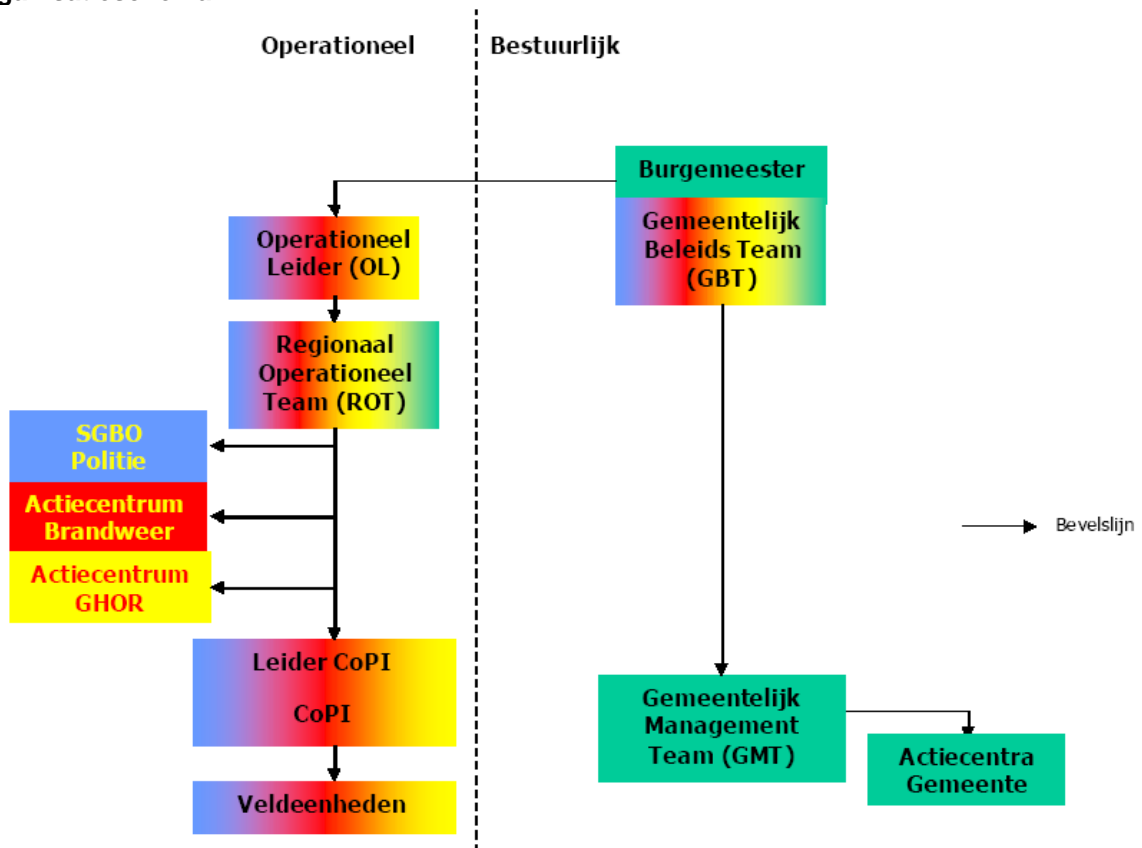 Operationeel
Bestuurlijk
Burgemeester
Gemeentelijk
Beleids Team
(GBT)
Operationeel
Leider (OL)
Regionaal
Operationeel
Team (ROT)
SGBO
Politie
Actiecentrum
Brandweer
Actiecentrum
GHOR
Bevelslijn
Leider CoPI
CoPI
Veldeenheden
Gemeentelijk
Management
Team (GMT)
Actiecentra
Gemeente